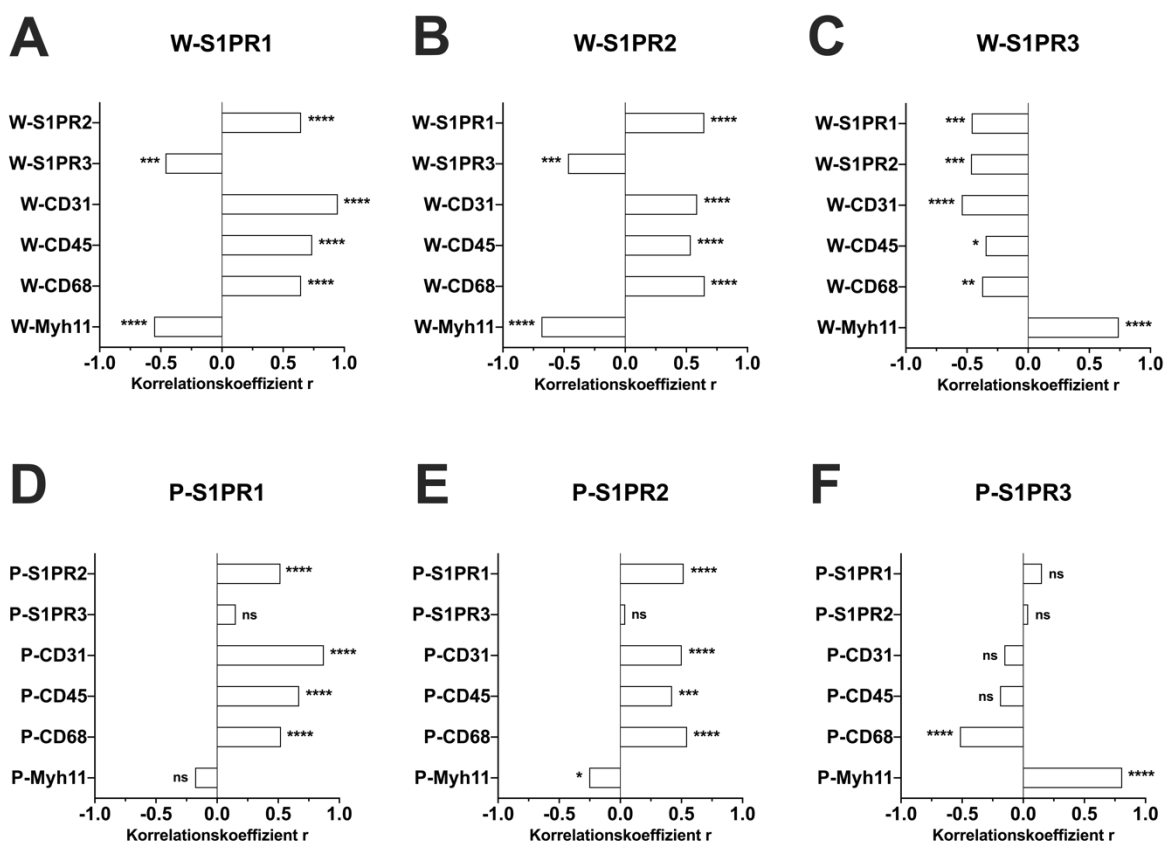 A
W-S1PR1
W-S1PR2 ****
W-S1PR3 ***
W-CD31 ****
W-CD45 ****
W-CD68 ****
W-Myh11 ****
-1.0 -0.5 0.0 0.5 1.0
Korrelationskoeffizient r
B
W-S1PR2
W-S1PR1 ****
W-S1PR3 ***
W-CD31 ****
W-CD45 ****
W-CD68 ****
W-Myh11 ****
-1.0 -0.5 0.0 0.5 1.0
Korrelationskoeffizient r
C
W-S1PR3
W-S1PR1 ***
W-S1PR2 ***
W-CD31 ****
W-CD45 *
W-CD68 **
W-Myh11 ****
-1.0 -0.5 0.0 0.5 1.0
Korrelationskoeffizient r
D
P-S1PR1
P-S1PR2 ****
P-S1PR3 ns
P-CD31 ****
P-CD45 ****
P-CD68 ****
P-Myh11 ns
-1.0 -0.5 0.0 0.5 1.0
Korrelationskoeffizient r
E
P-S1PR2
P-S1PR1 ****
P-S1PR3 ns
P-CD31 ****
P-CD45 ***
P-CD68 ****
P-Myh11 *
-1.0 -0.5 0.0 0.5 1.0
Korrelationskoeffizient r
F
P-S1PR3
P-S1PR1 ns
P-S1PR2 ns
P-CD31 ns
P-CD45 ns
P-CD68 ****
P-Myh11 ****
-1.0 -0.5 0.0 0.5 1.0
Korrelationskoeffizient r